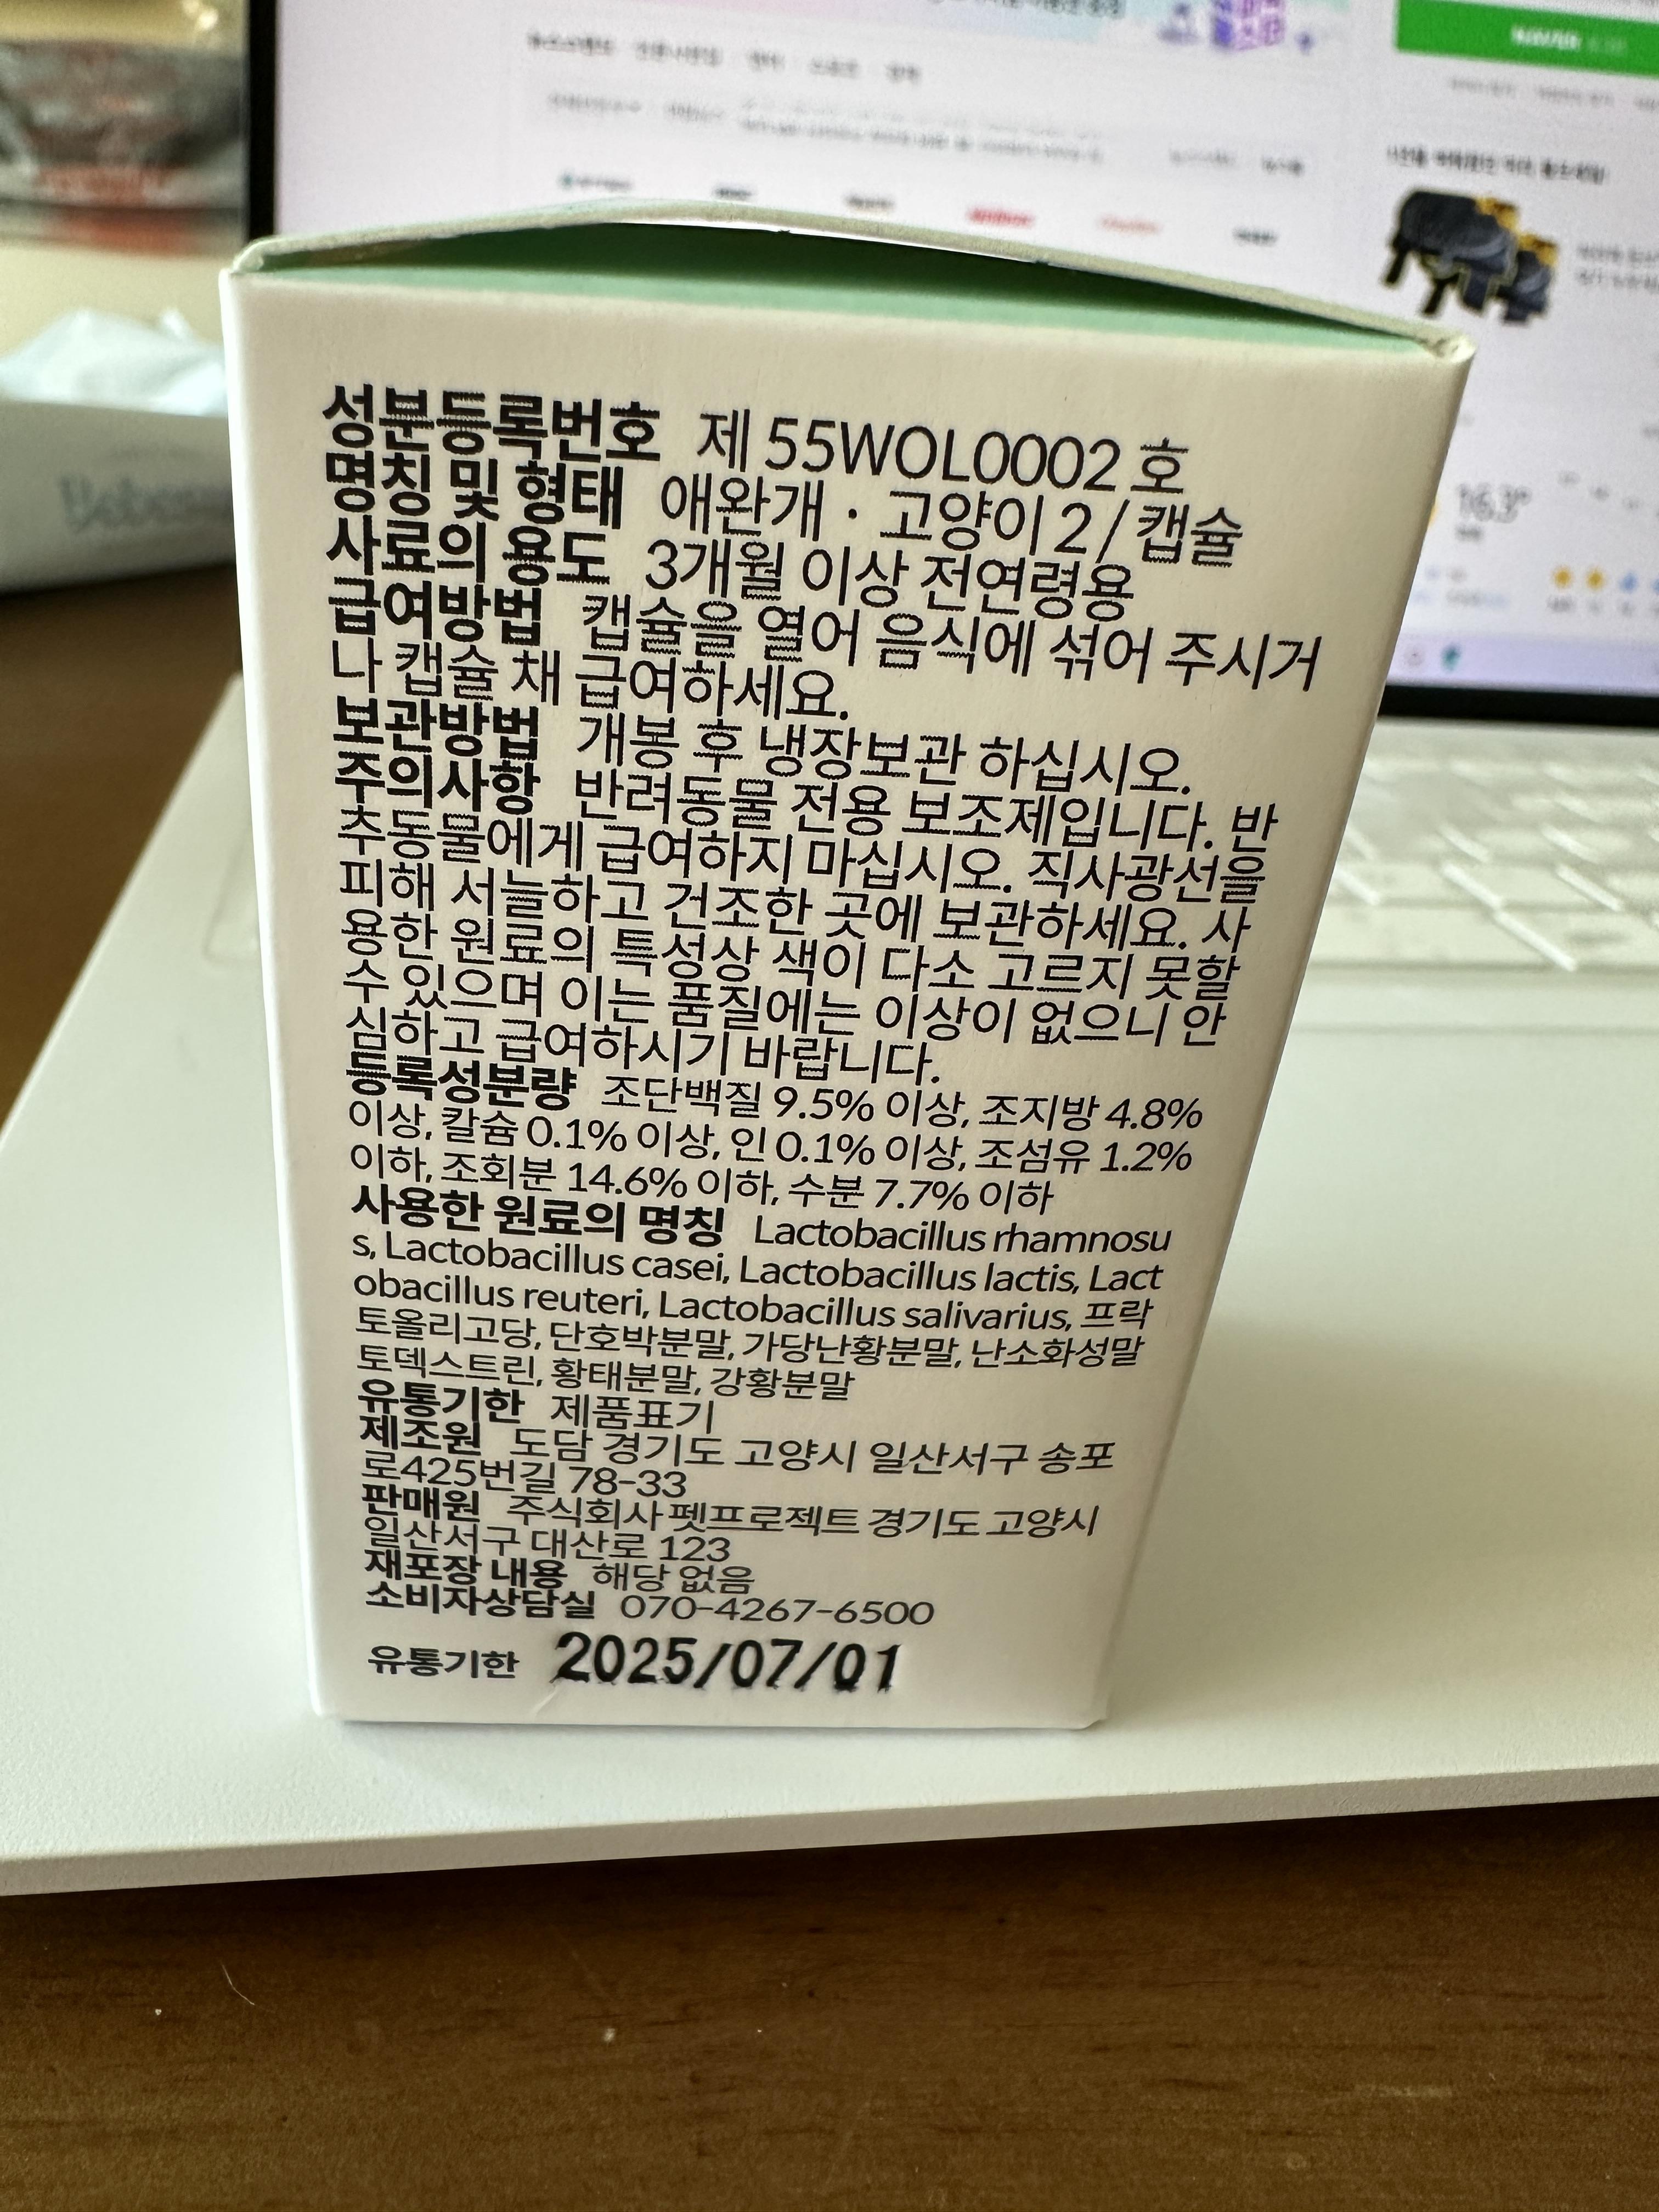 성분등록번호 제 55WOL0002 호
명칭 및 형태 애완개 · 고양이 2 / 캡슐
사료의 용도 3개월 이상 전연령용
급여방법 캡슐을 열어 음식에 섞어 주시거
나 캡슐 채 급여하세요.
보관방법 개봉 후 냉장보관 하십시오.
주의사항 반려동물 전용 보조제입니다. 반
추동물에게 급여하지 마십시오. 직사광선을
피해 서늘하고 건조한 곳에 보관하세요. 사
용한 원료의 특성상 색이 다소 고르지 못할
수 있으며 이는 품질에는 이상이 없으니 안
심하고 급여하시기 바랍니다.
등록성분량 조단백질 9.5% 이상, 조지방 4.8%
이상, 칼슘 0.1% 이상, 인 0.1% 이상, 조섬유 1.2%
이하, 조회분 14.6% 이하, 수분 7.7% 이하
사용한 원료의 명칭 Lactobacillus rhamnosu
s, Lactobacillus casei, Lactobacillus lactis, Lact
obacillus reuteri, Lactobacillus salivarius, 프락
토올리고당, 단호박분말, 가당난황분말, 난소화성말
토덱스트린, 황태분말, 강황분말
유통기한 제품표기
제조원 도담 경기도 고양시 일산서구 송포
로425번길 78-33
판매원 주식회사 펫프로젝트 경기도 고양시
일산서구 대산로 123
재포장 내용 해당 없음
소비자상담실 070-4267-6500
유통기한 2025/07/01
NAVER
16.3°